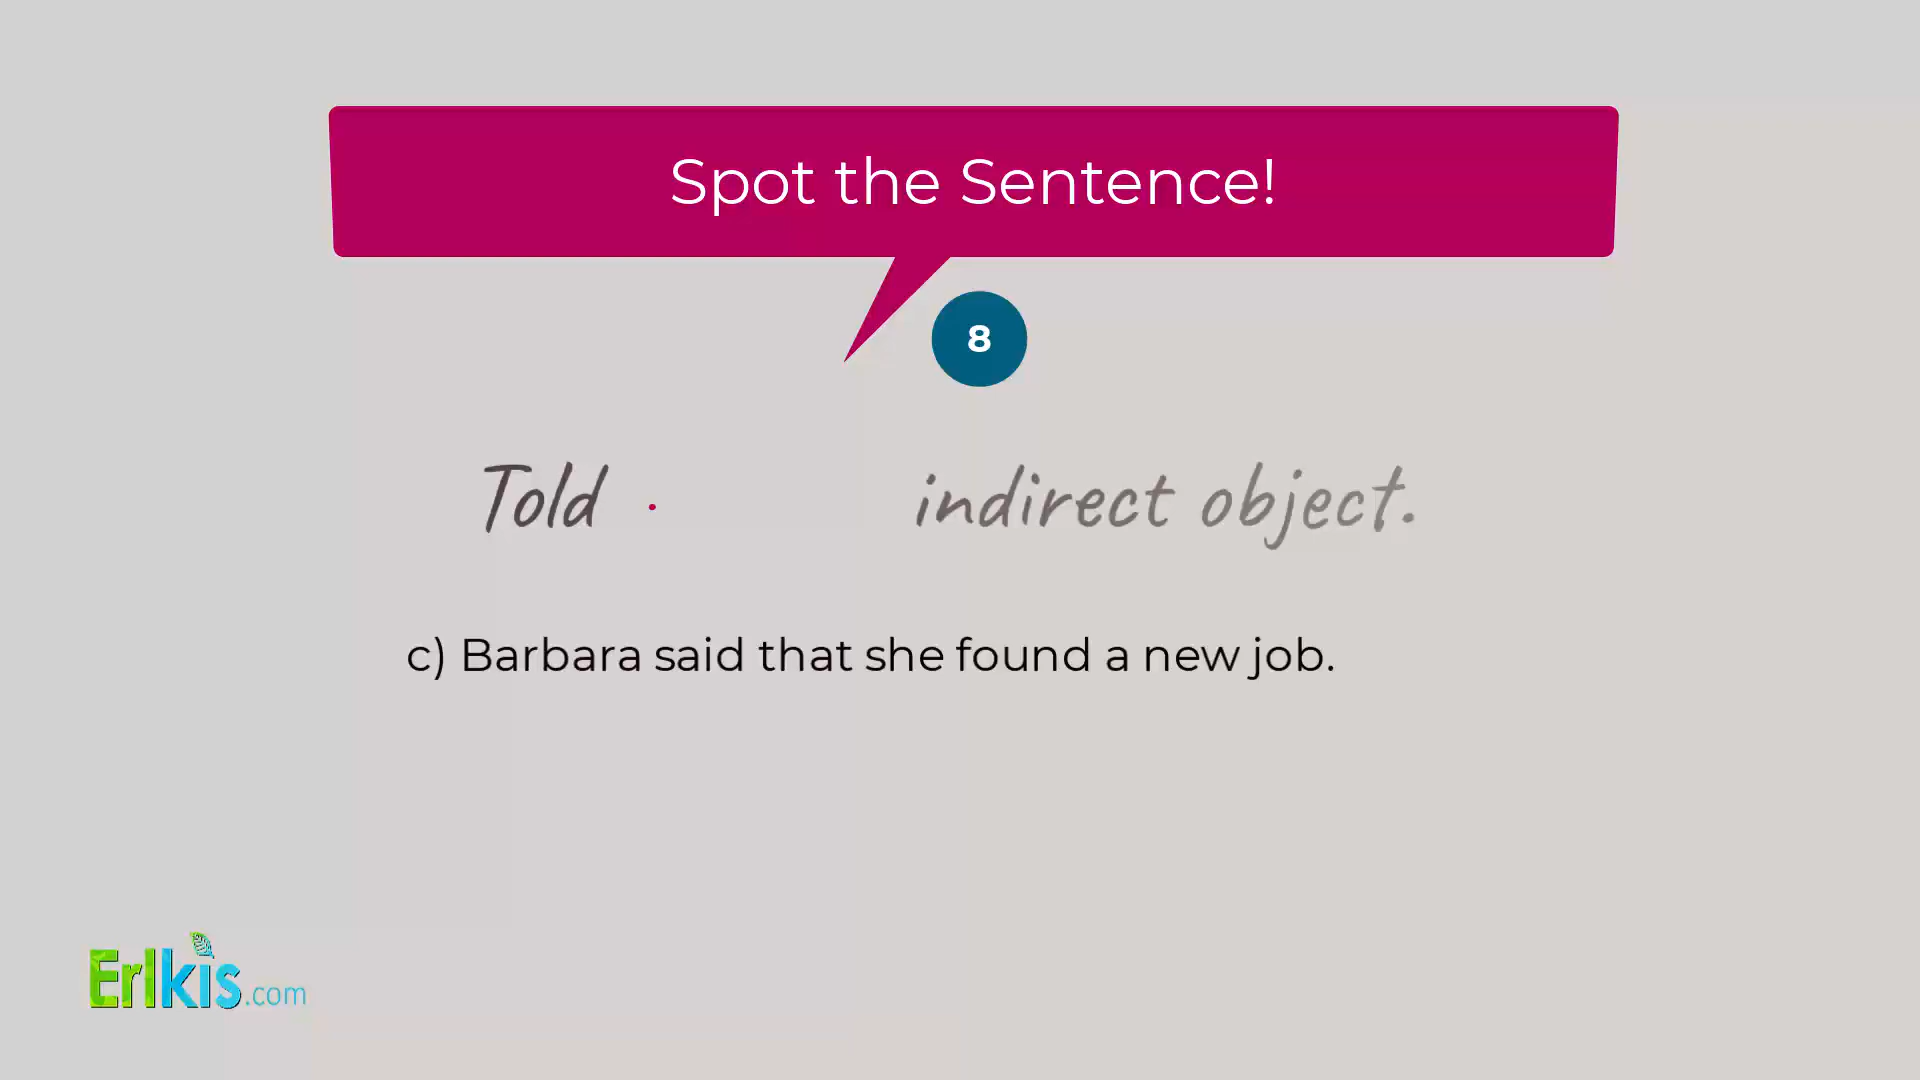 Spot the Sentence!
8
Told indirect object.
c) Barbara said that she found a new job.
Erlkis.com